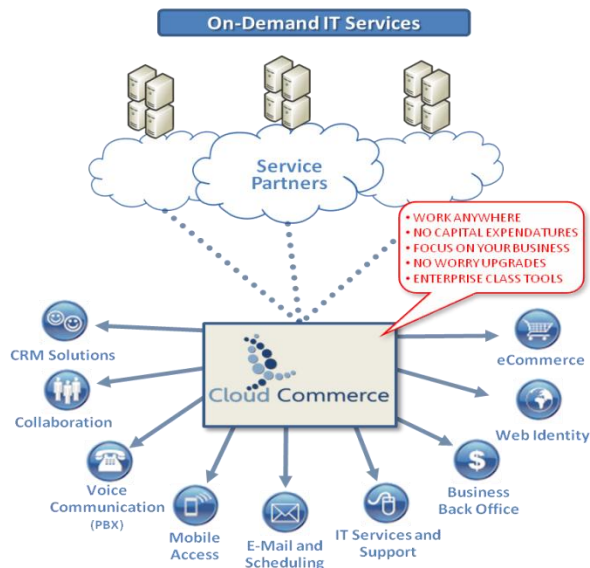 On-Demand IT Services
Service
Partners
• WORK ANYWHERE
• NO CAPITAL EXPENDATURES
• FOCUS ON YOUR BUSINESS
• NO WORRY UPGRADES
• ENTERPRISE CLASS TOOLS
CRM Solutions
Cloud Commerce
eCommerce
Collaboration
Web Identity
Voice
Communication
(PBX)
Mobile
Access
E-Mail and
Scheduling
IT Services and
Support
$
Business
Back Office